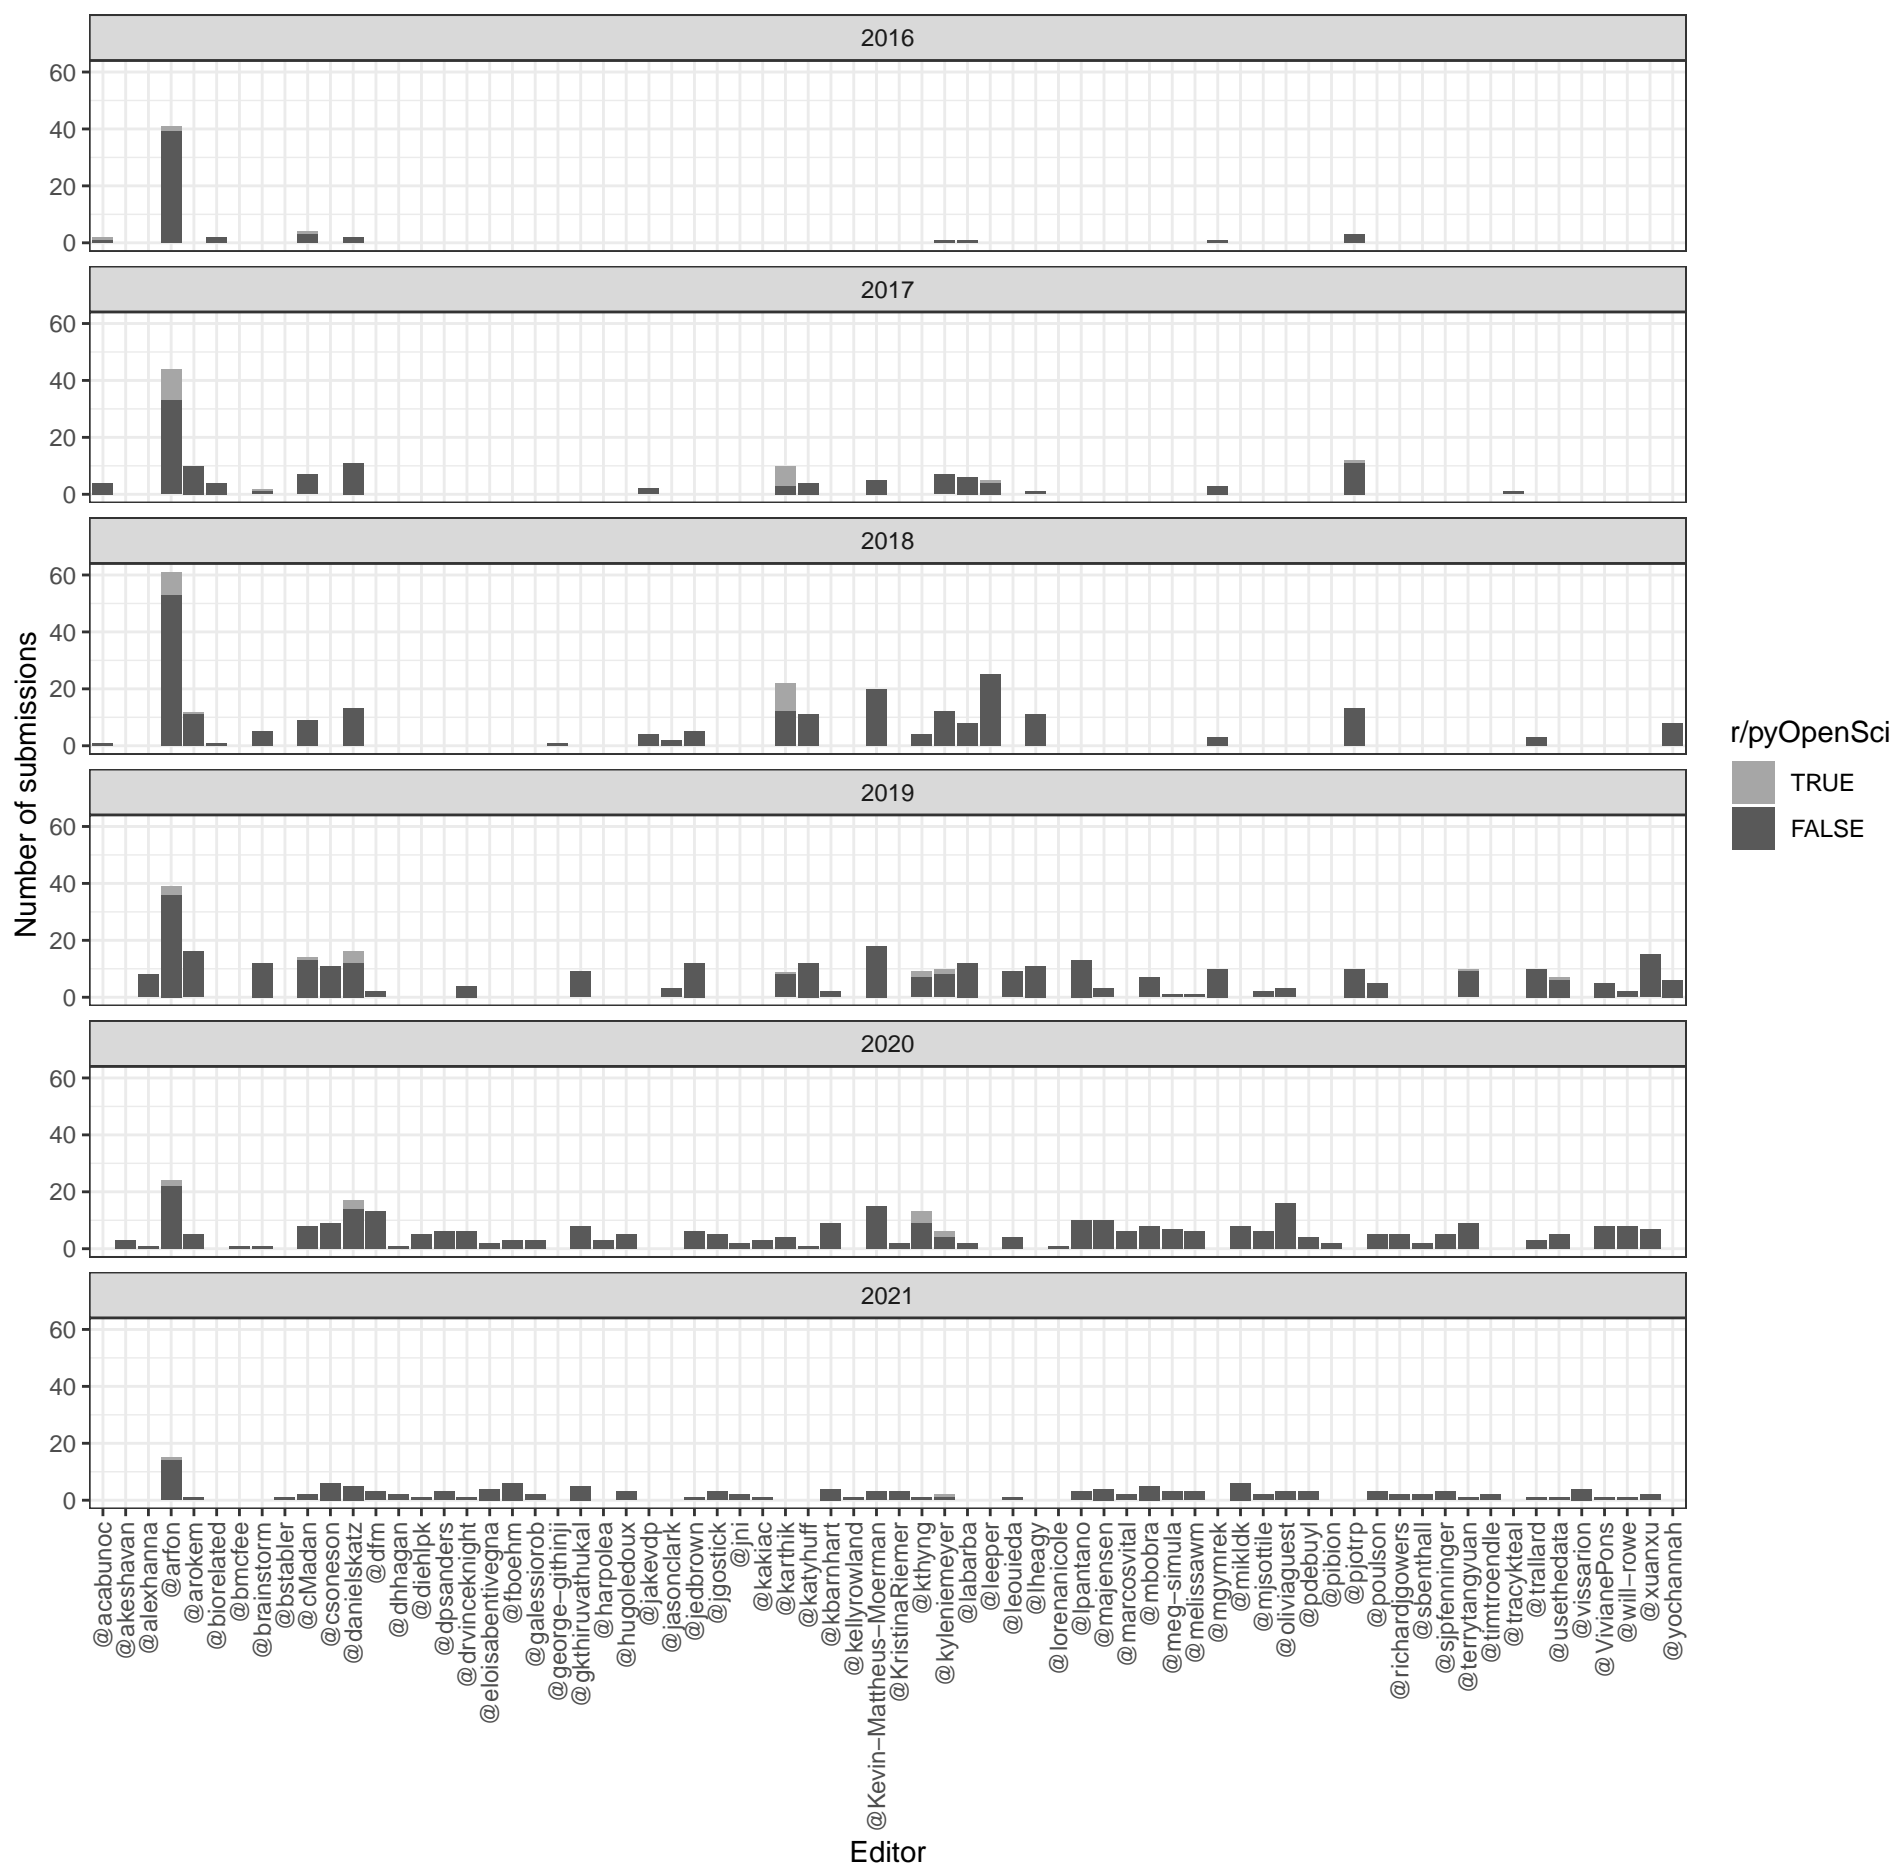 2016
60
40
20
0
2017
60
40
20
0
2018
60
40
20
0
2019
60
40
20
0
2020
60
40
20
0
2021
60
40
20
0
Number of submissions
@acabunoc
@akeshavan
@alexhanna
@arfon
@arokem
@biorelated
@bmcfee
@brainstorm
@bstabler
@cMadan
@csoneson
@danielskatz
@dfm
@dhhagan
@diehlpk
@dpsanders
@drvinceknight
@eloisabentivegna
@fboehm
@galessiorob
@george−githinji
@gkthiruvathukal
@harpolea
@hugoledoux
@jakevdp
@jasonclark
@jedbrown
@jgostick
@jni
@kakiac
@karthik
@katyhuff
@kbarnhart
@kellyrowland
@Kevin−Mattheus−Moerman
@KristinaRiemer
@kthyng
@kyleniemeyer
@labarba
@leeper
@leouieda
@lheagy
@lorenanicole
@lpantano
@majensen
@marcosvital
@mbobra
@meg−simula
@melissawm
@mgymrek
@mikldk
@mjsottile
@oliviaguest
@pdebuyl
@pibion
@pjotrp
@poulson
@richardjgowers
@sbenthall
@sjpfenninger
@terrytangyuan
@timtroendle
@tracykteal
@trallard
@usethedata
@vissarion
@VivianePons
@will−rowe
@xuanxu
@yochannah
Editor
r/pyOpenSci
TRUE
FALSE